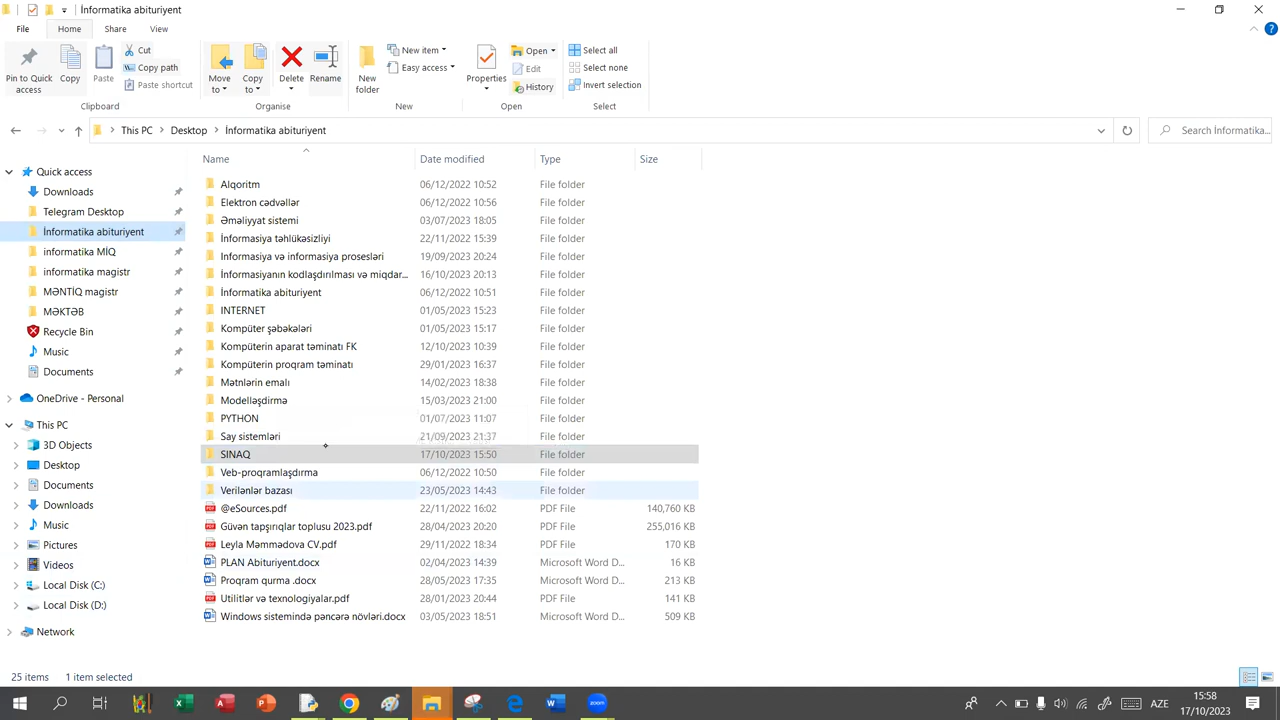 İnformatika abituriyent
File
Home
Share
View
Pin to Quick access
Copy
Paste
Cut
Copy path
Paste shortcut
Clipboard
Move to
Copy to
Delete
Rename
Organise
New folder
New item
Easy access
New
Properties
Open
Edit
History
Open
Select all
Select none
Invert selection
Select
This PC > Desktop > İnformatika abituriyent
Search İnformatika...
Quick access
Downloads
Telegram Desktop
İnformatika abituriyent
informatika MİQ
informatika magistr
MƏNTİQ magistr
MƏKTƏB
Recycle Bin
Music
Documents
OneDrive - Personal
This PC
3D Objects
Desktop
Documents
Downloads
Music
Pictures
Videos
Local Disk (C:)
Local Disk (D:)
Network
Name Date modified Type Size
Alqoritm 06/12/2022 10:52 File folder
Elektron cədvəllər 06/12/2022 10:56 File folder
Əməliyyat sistemi 03/07/2023 18:05 File folder
İnformasiya təhlükəsizliyi 22/11/2022 15:39 File folder
Informasiya və informasiya prosesləri 19/09/2023 20:24 File folder
İnformasiyanın kodlaşdırılması və miqdar... 16/10/2023 20:13 File folder
İnformatika abituriyent 06/12/2022 10:51 File folder
INTERNET 01/05/2023 15:23 File folder
Kompüter şəbəkələri 01/05/2023 15:17 File folder
Kompüterin aparat təminatı FK 12/10/2023 10:39 File folder
Kompüterin proqram təminatı 29/01/2023 16:37 File folder
Mətnlərin emalı 14/02/2023 18:38 File folder
Modelləşdirmə 15/03/2023 21:00 File folder
PYTHON 01/07/2023 11:07 File folder
Say sistemləri 21/09/2023 21:37 File folder
SINAQ 17/10/2023 15:50 File folder
Veb-proqramlaşdırma 06/12/2022 10:50 File folder
Verilənlər bazası 23/05/2023 14:43 File folder
@eSources.pdf 22/11/2022 16:02 PDF File 140,760 KB
Güvən tapşırıqlar toplusu 2023.pdf 28/04/2023 20:20 PDF File 255,016 KB
Leyla Məmmədova CV.pdf 29/11/2022 18:34 PDF File 170 KB
PLAN Abituriyent.docx 02/04/2023 14:39 Microsoft Word D... 16 KB
Proqram qurma .docx 28/05/2023 17:35 Microsoft Word D... 213 KB
Utilitlər və texnologiyalar.pdf 28/01/2023 20:44 PDF File 141 KB
Windows sistemində pəncərə növləri.docx 03/05/2023 18:51 Microsoft Word D... 509 KB
25 items 1 item selected
AZE
15:58
17/10/2023
zoom